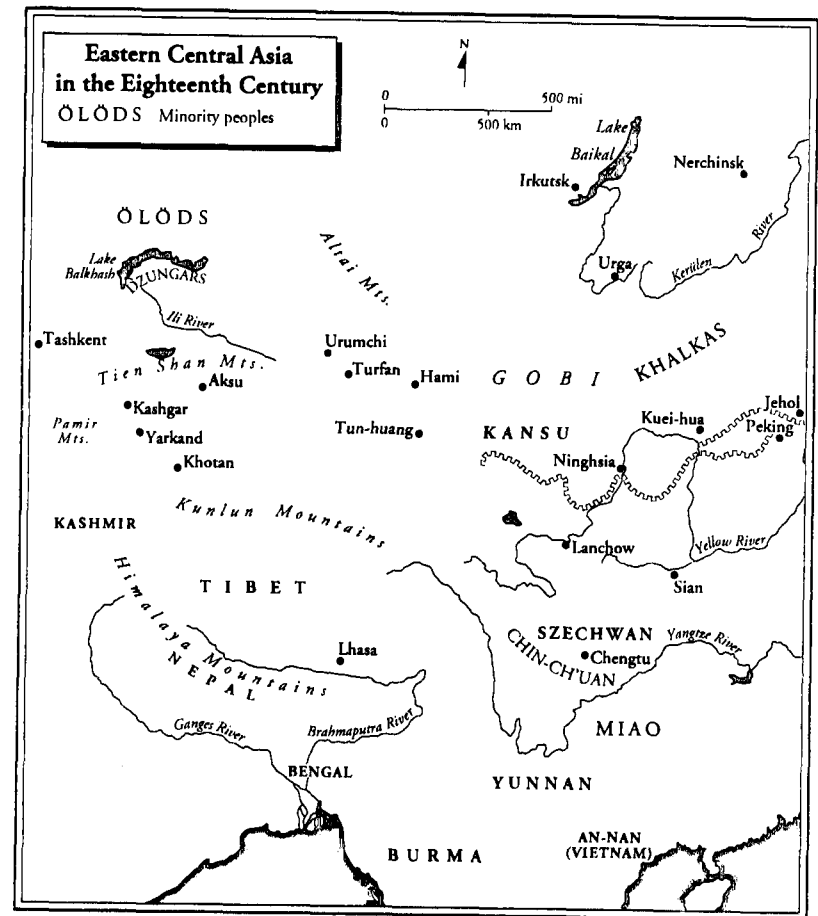 Eastern Central Asia
in the Eighteenth Century
ÖLÖDS Minority peoples
N
0 500 mi
0 500 km
Lake
Baikal
Nerchinsk
Irkutsk
ÖLÖDS
Altai Mts.
River
Lake
Balkhash
DZUNGARS
Urga
Kerülen
Ili River
Tashkent
Urumchi
Tien Shan Mts.
Turfan
Hami
GOBI
KHALKAS
Aksu
Kashgar
Jehol
Pamir
Mts.
Yarkand
Tun-huang
KANSU
Kuei-hua
Peking
Khotan
Ninghsia
Kunlun Mountains
KASHMIR
Lanchow
Yellow River
Himalaya Mountains
TIBET
Sian
SZECHWAN
Yangtze River
CHIN-CH'UAN
Lhasa
Chengtu
NEPAL
Ganges River
Brahmaputra River
MIAO
BENGAL
YUNNAN
BURMA
AN-NAN
(VIETNAM)